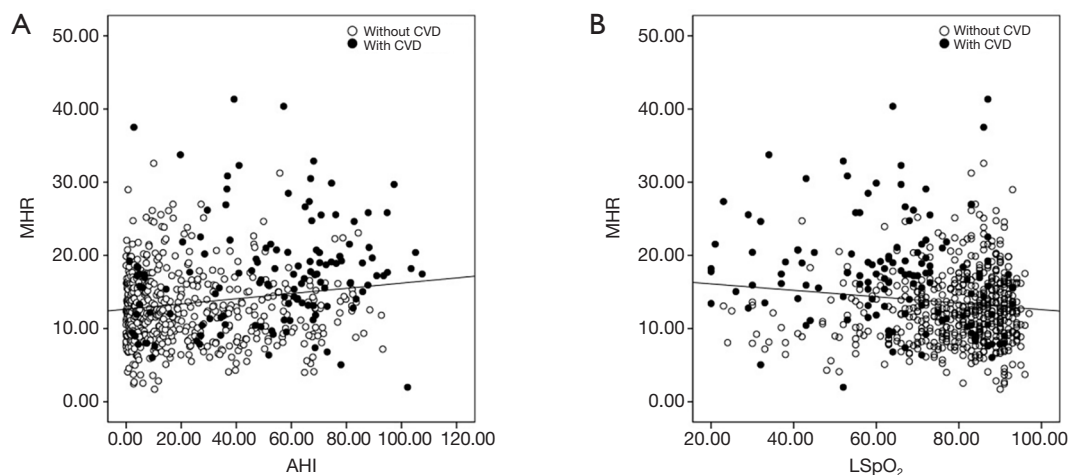 A
Without CVD
With CVD
50.00
40.00
30.00
20.00
10.00
0.00
MHR
0.00 20.00 40.00 60.00 80.00 100.00 120.00
AHI
B
Without CVD
With CVD
50.00
40.00
30.00
20.00
10.00
0.00
MHR
20.00 40.00 60.00 80.00 100.00
LSpO₂